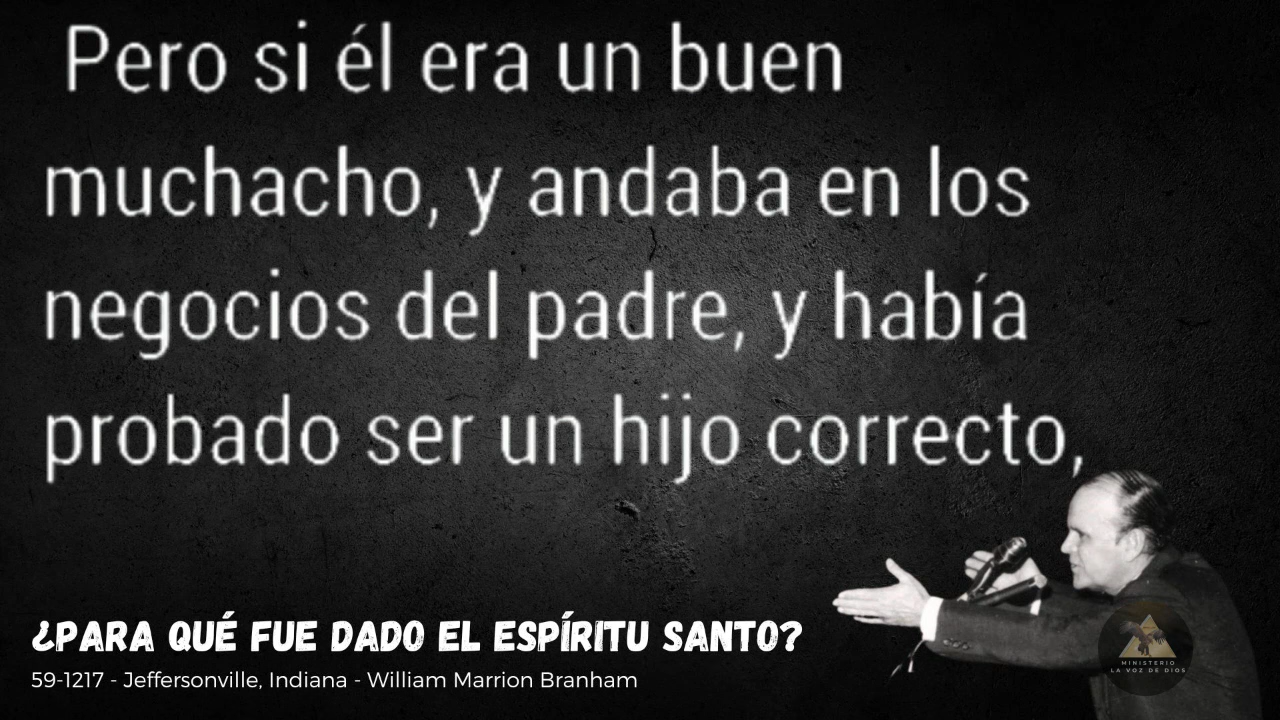 Pero si él era un buen
muchacho, y andaba en los
negocios del padre, y había
probado ser un hijo correcto,
¿PARA QUÉ FUE DADO EL ESPÍRITU SANTO?
59-1217 - Jeffersonville, Indiana - William Marrion Branham
MINISTERIO
LA VOZ DE DIOS